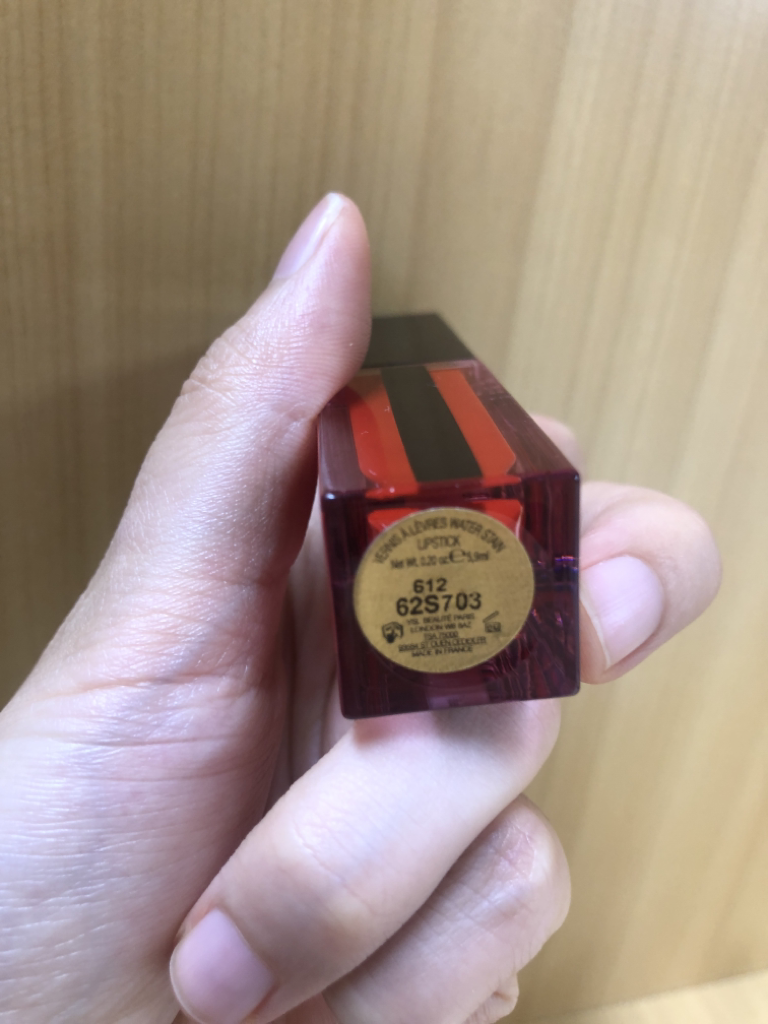 VERNIS À LÈVRES WATER STAIN
LIPSTICK
Net Wt. 0.20 oz ℮ 5.9ml
612
62S703
YSL BEAUTÉ PARIS
LONDON W6 8AZ
MADE IN FRANCE